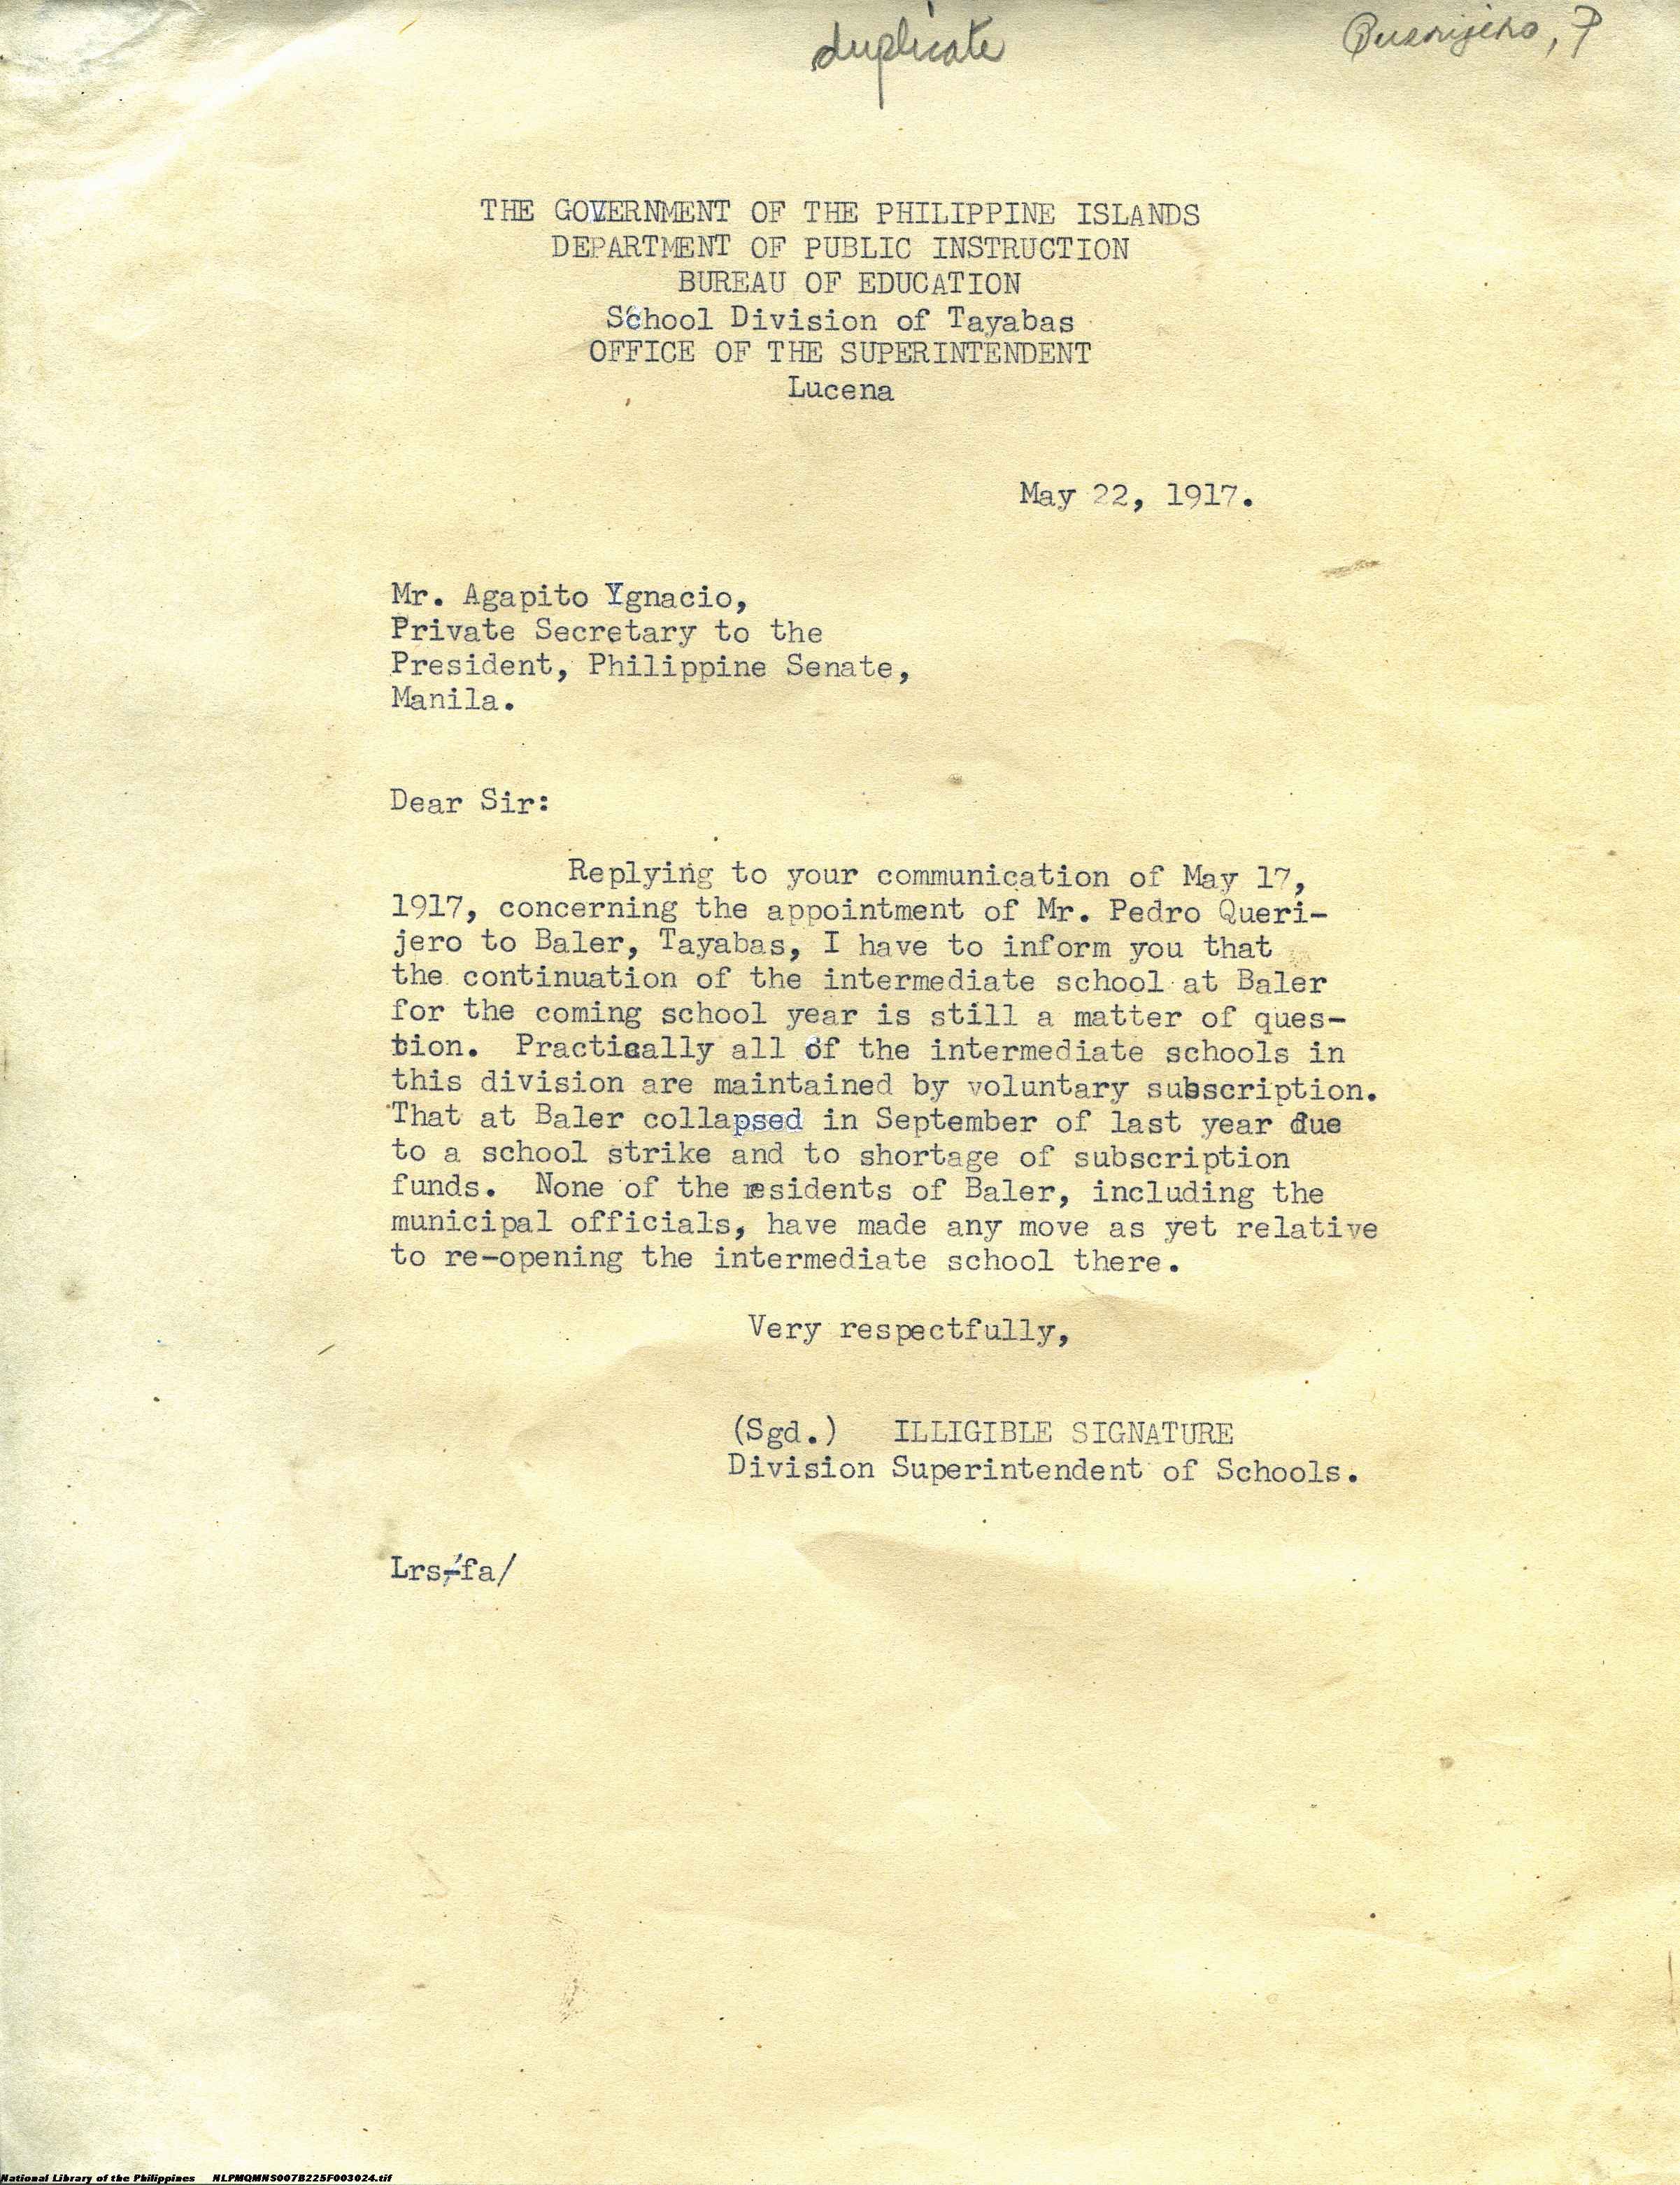 duplicate
Querijero, P
THE GOVERNMENT OF THE PHILIPPINE ISLANDS
DEPARTMENT OF PUBLIC INSTRUCTION
BUREAU OF EDUCATION
School Division of Tayabas
OFFICE OF THE SUPERINTENDENT
Lucena
May 22, 1917.
Mr. Agapito Ygnacio,
Private Secretary to the
President, Philippine Senate,
Manila.
Dear Sir:
Replying to your communication of May 17,
1917, concerning the appointment of Mr. Pedro Queri-
jero to Baler, Tayabas, I have to inform you that
the continuation of the intermediate school at Baler
for the coming school year is still a matter of ques-
tion. Practically all of the intermediate schools in
this division are maintained by voluntary subscription.
That at Baler collapsed in September of last year due
to a school strike and to shortage of subscription
funds. None of the residents of Baler, including the
municipal officials, have made any move as yet relative
to re-opening the intermediate school there.
Very respectfully,
(Sgd.) ILLIGIBLE SIGNATURE
Division Superintendent of Schools.
Lrs-fa/
National Library of the Philippines NLPMQMNS007B225F003024.tif